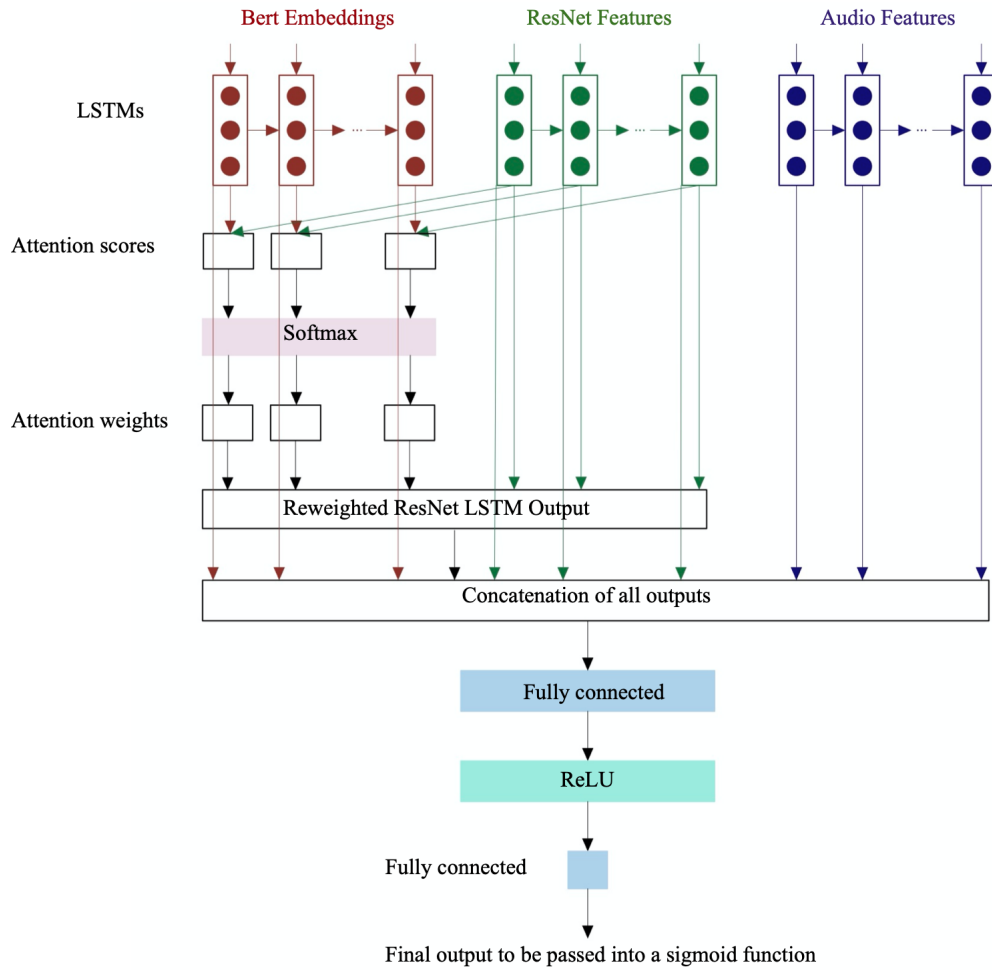 Bert Embeddings
ResNet Features
Audio Features
LSTMs
...
...
...
Attention scores
Softmax
Attention weights
Reweighted ResNet LSTM Output
Concatenation of all outputs
Fully connected
ReLU
Fully connected
Final output to be passed into a sigmoid function